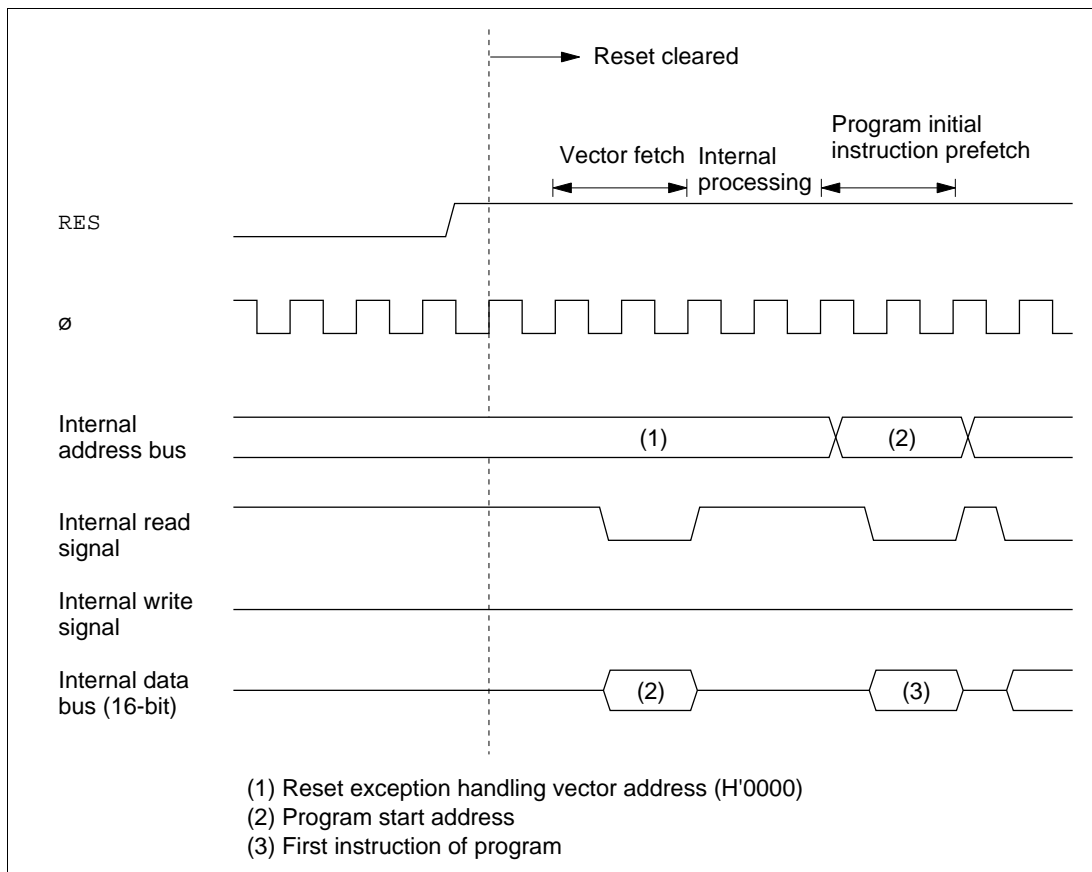 Reset cleared
Program initial
instruction prefetch
Vector fetch
Internal
processing
RES
ø
Internal
address bus
(1)
(2)
Internal read
signal
Internal write
signal
Internal data
bus (16-bit)
(2)
(3)
(1) Reset exception handling vector address (H'0000)
(2) Program start address
(3) First instruction of program